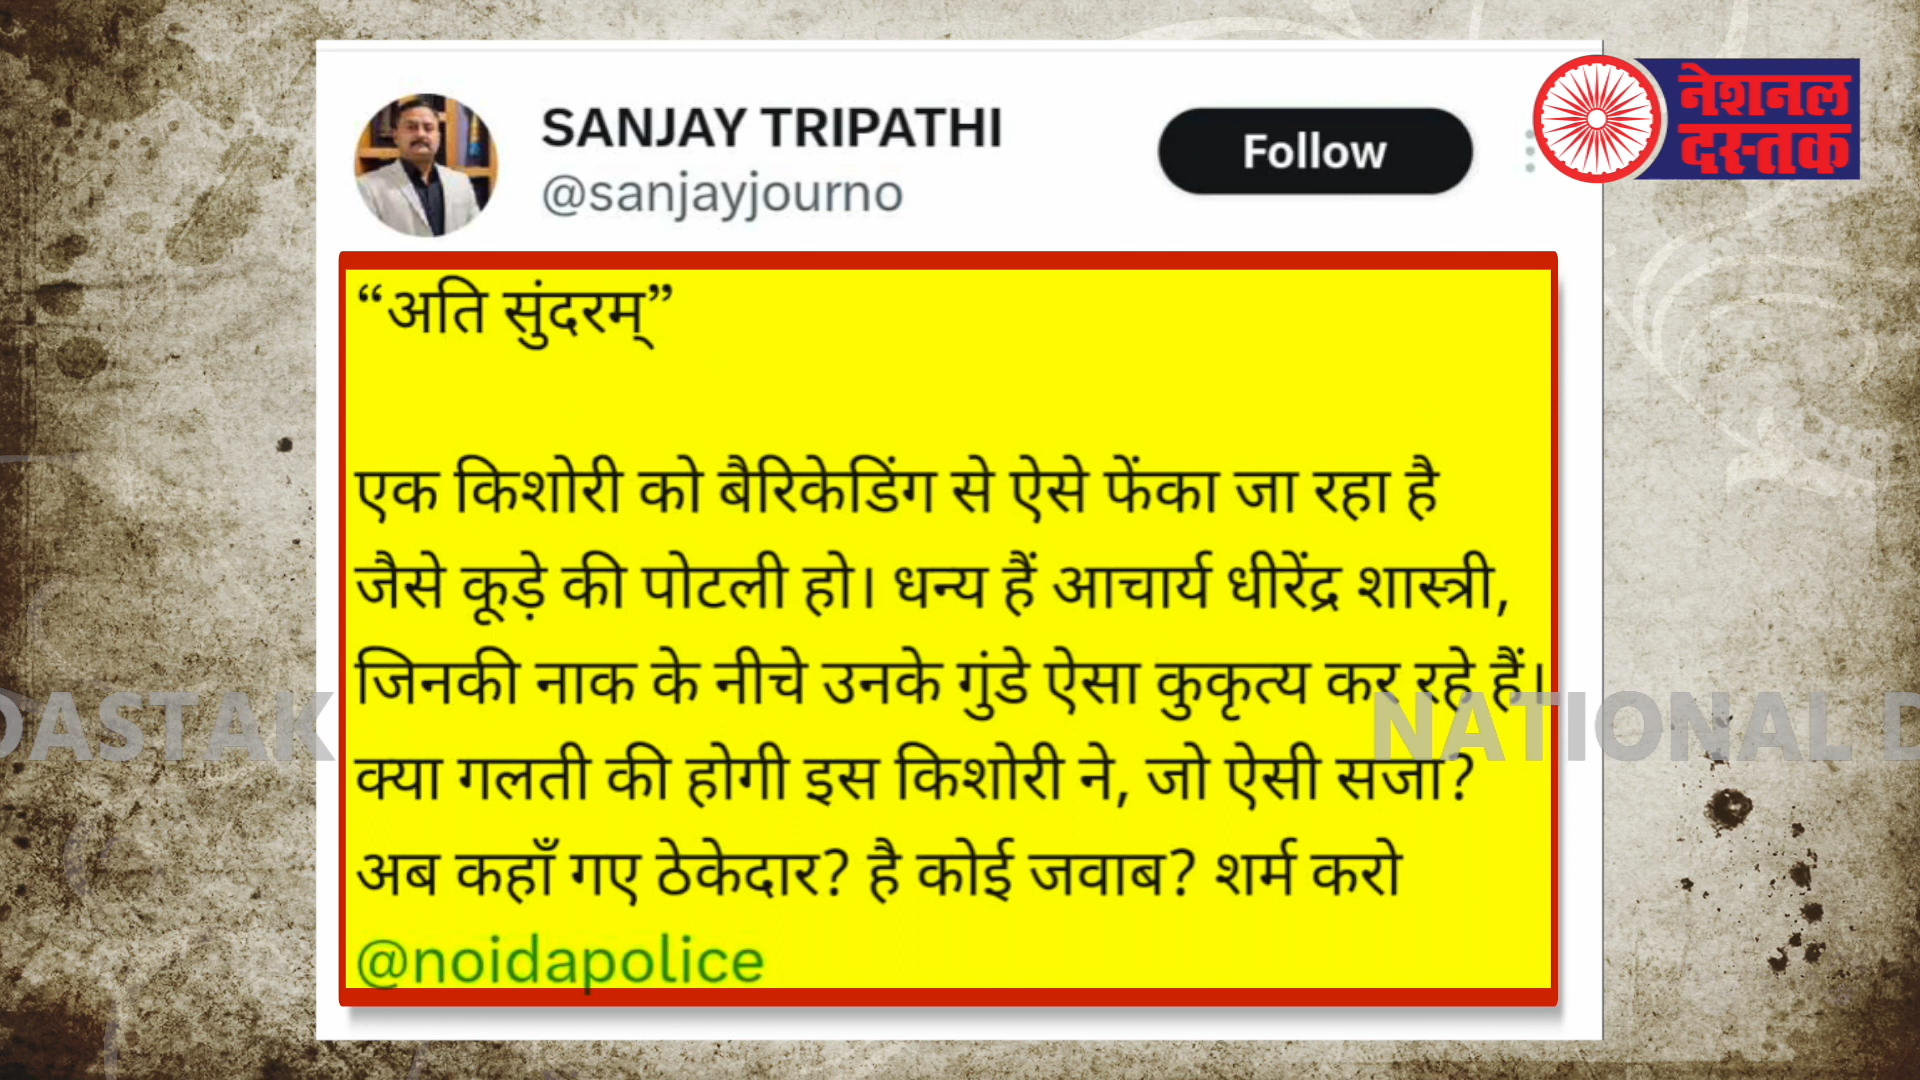 SANJAY TRIPATHI
@sanjayjourno
Follow
नेशनल
दस्तक
“अति सुंदरम्”
एक किशोरी को बैरिकेडिंग से ऐसे फेंका जा रहा है
जैसे कूड़े की पोटली हो। धन्य हैं आचार्य धीरेंद्र शास्त्री,
जिनकी नाक के नीचे उनके गुंडे ऐसा कुकृत्य कर रहे हैं।
क्या गलती की होगी इस किशोरी ने, जो ऐसी सजा?
अब कहाँ गए ठेकेदार? है कोई जवाब? शर्म करो
@noidapolice
DASTAK
NATIONAL D